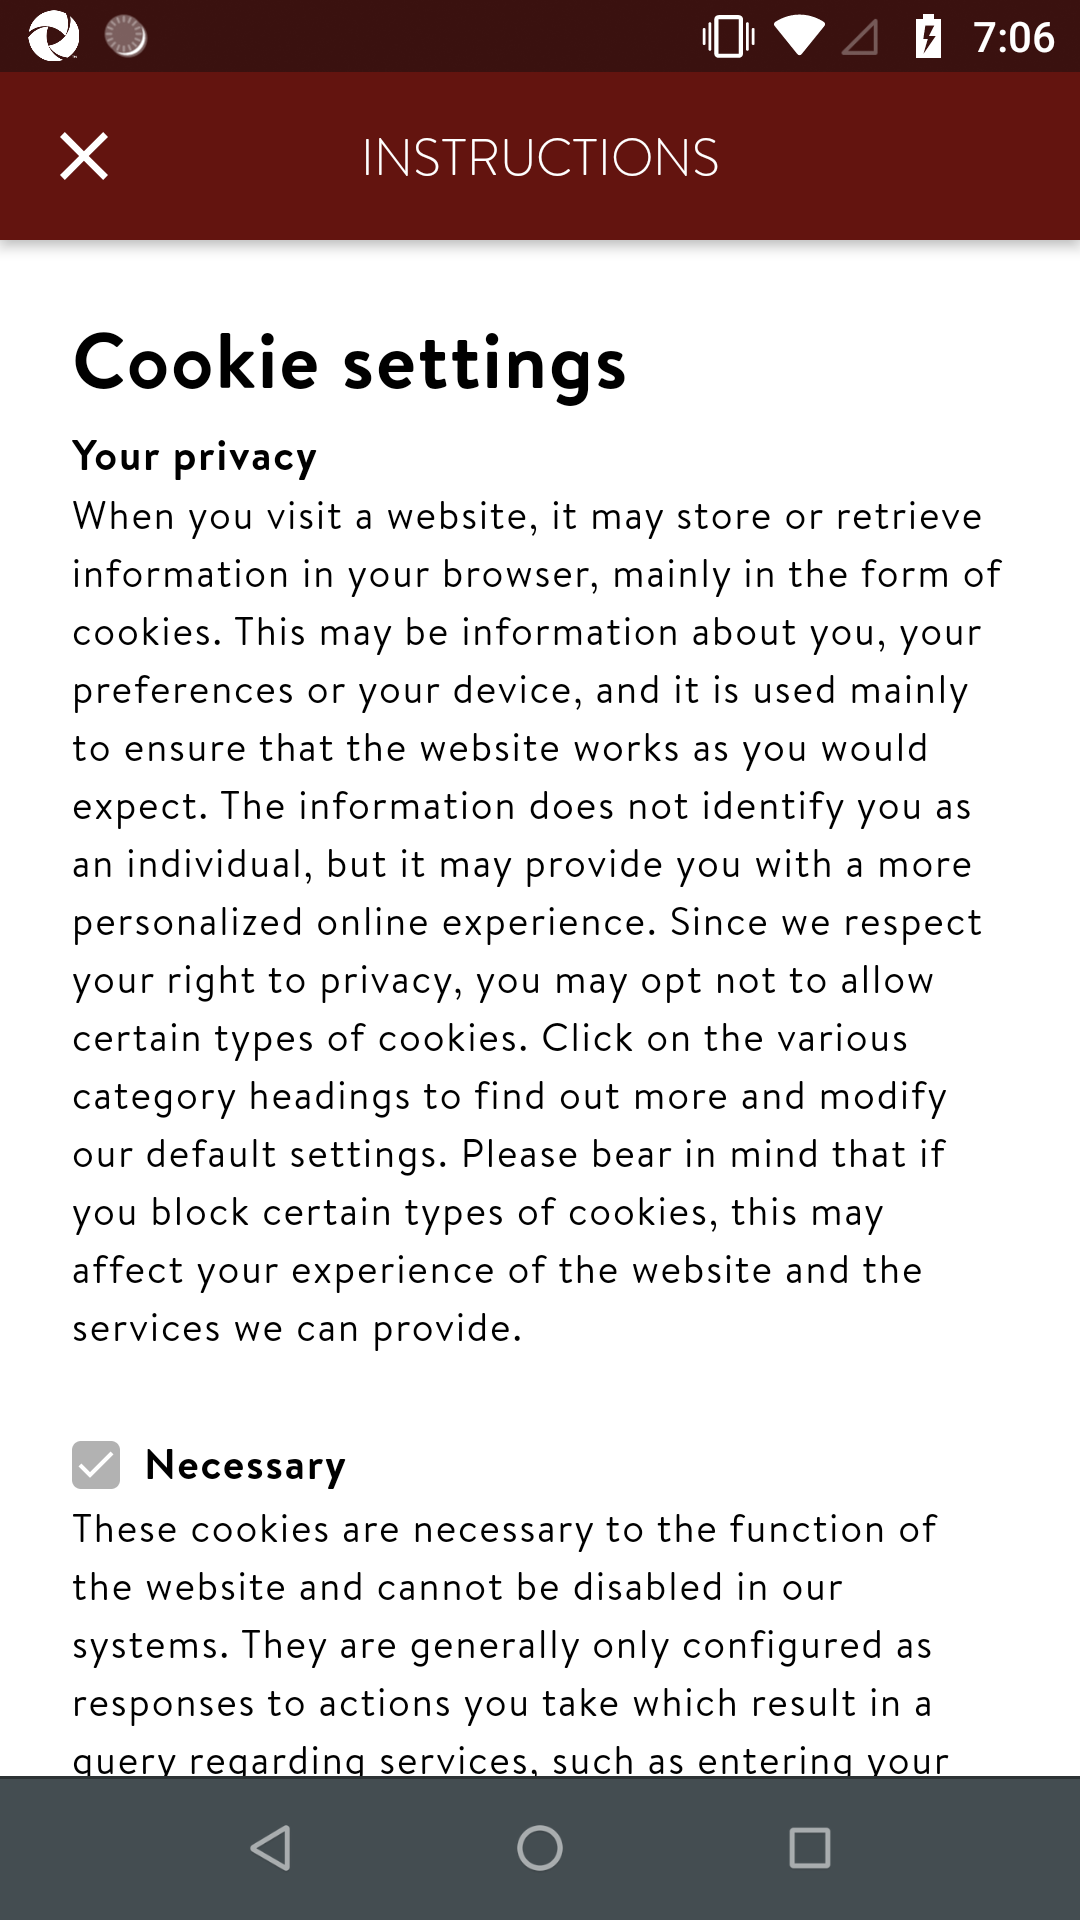 7:06
INSTRUCTIONS
Cookie settings
Your privacy
When you visit a website, it may store or retrieve
information in your browser, mainly in the form of
cookies. This may be information about you, your
preferences or your device, and it is used mainly
to ensure that the website works as you would
expect. The information does not identify you as
an individual, but it may provide you with a more
personalized online experience. Since we respect
your right to privacy, you may opt not to allow
certain types of cookies. Click on the various
category headings to find out more and modify
our default settings. Please bear in mind that if
you block certain types of cookies, this may
affect your experience of the website and the
services we can provide.
Necessary
These cookies are necessary to the function of
the website and cannot be disabled in our
systems. They are generally only configured as
responses to actions you take which result in a
query regarding services, such as entering your